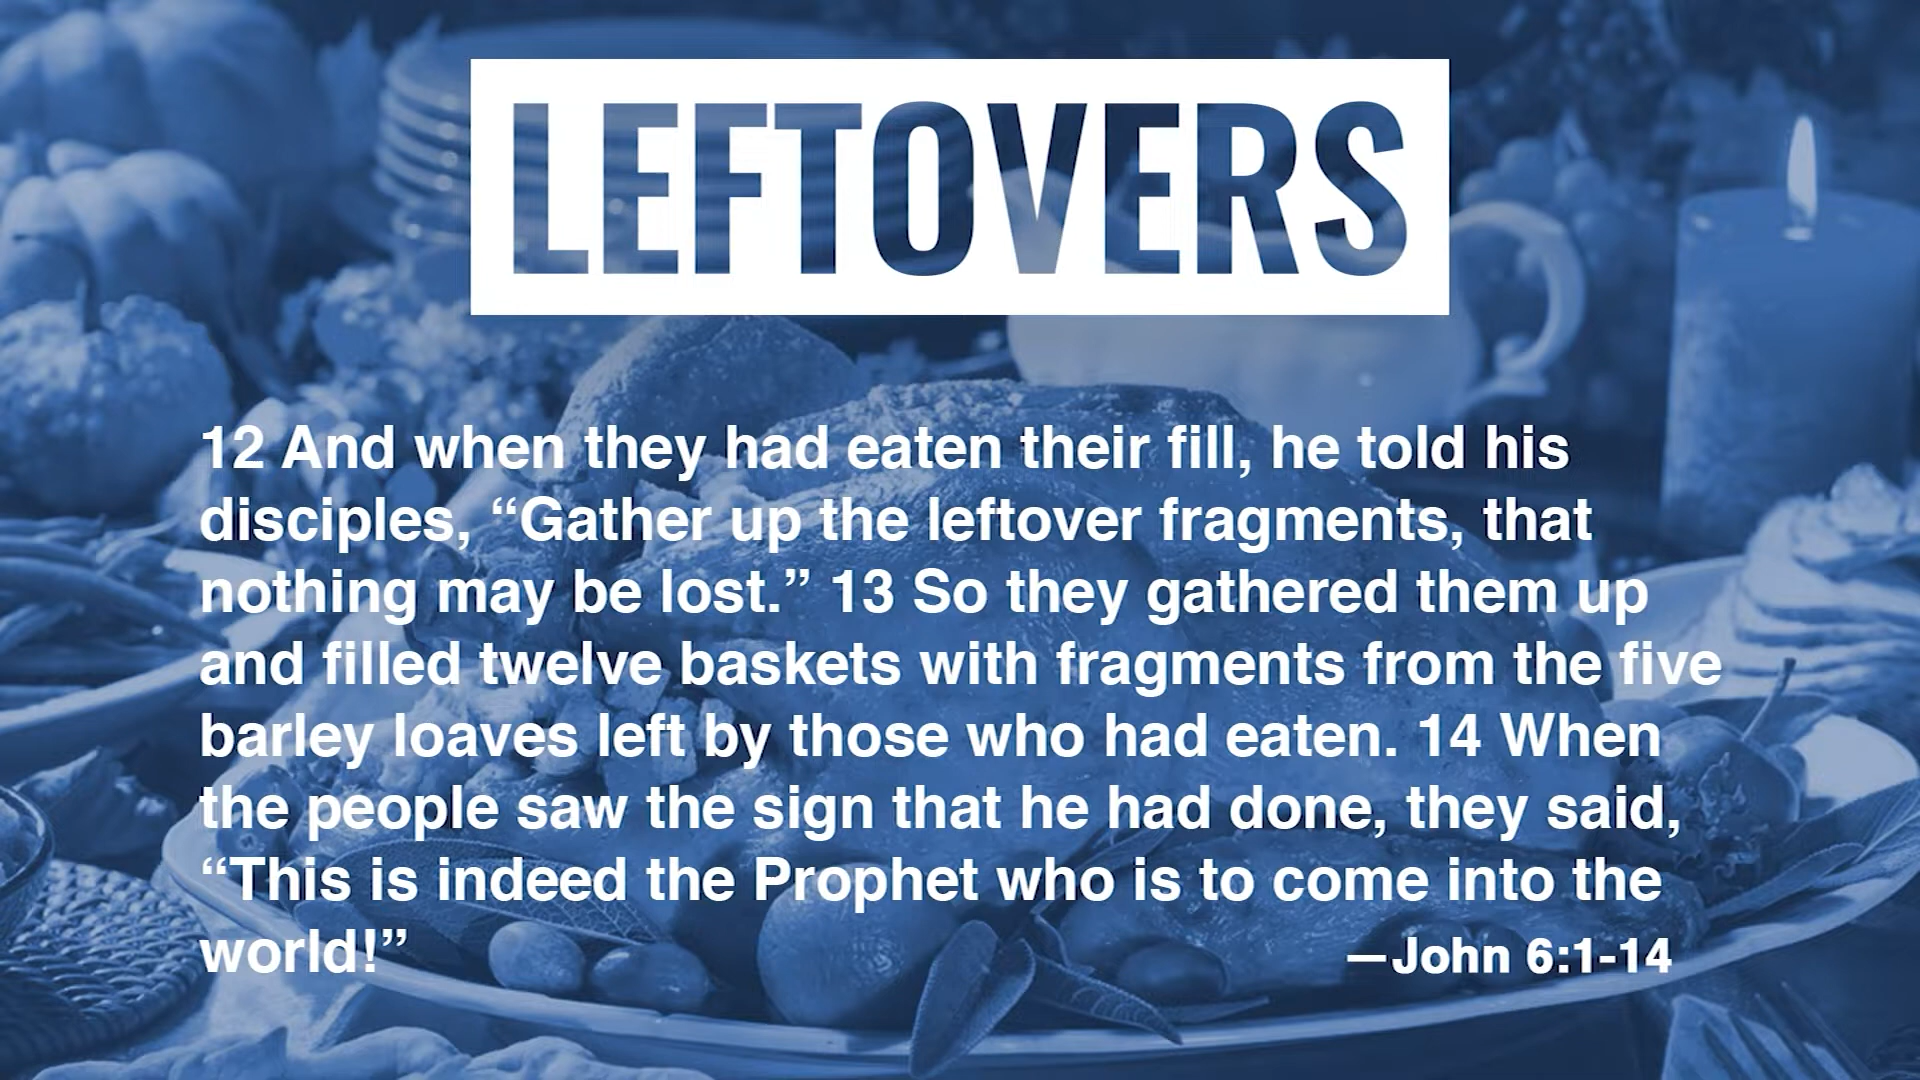 LEFTOVERS
12 And when they had eaten their fill, he told his
disciples, “Gather up the leftover fragments, that
nothing may be lost.” 13 So they gathered them up
and filled twelve baskets with fragments from the five
barley loaves left by those who had eaten. 14 When
the people saw the sign that he had done, they said,
“This is indeed the Prophet who is to come into the
world!”
—John 6:1-14